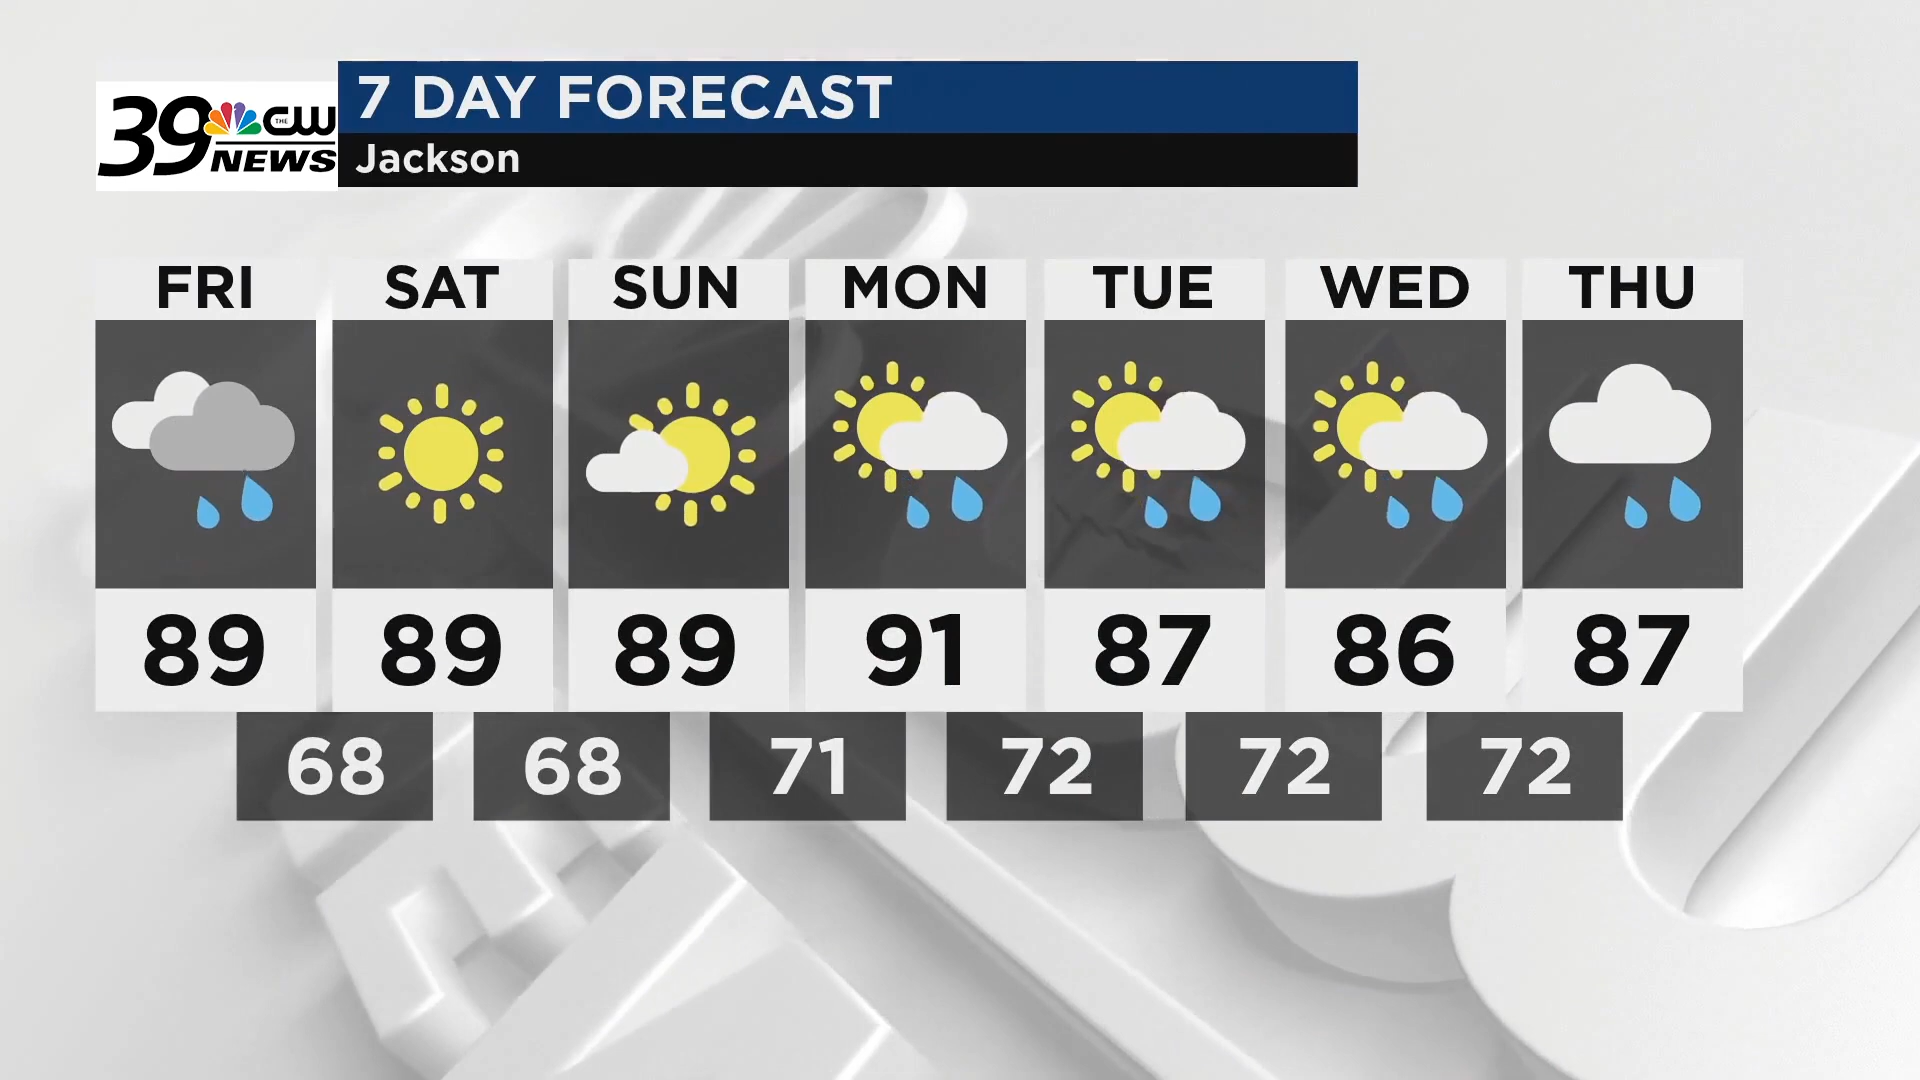 39 THE CW
NEWS
7 DAY FORECAST
Jackson
FRI SAT SUN MON TUE WED THU
89 89 89 91 87 86 87
68 68 71 72 72 72